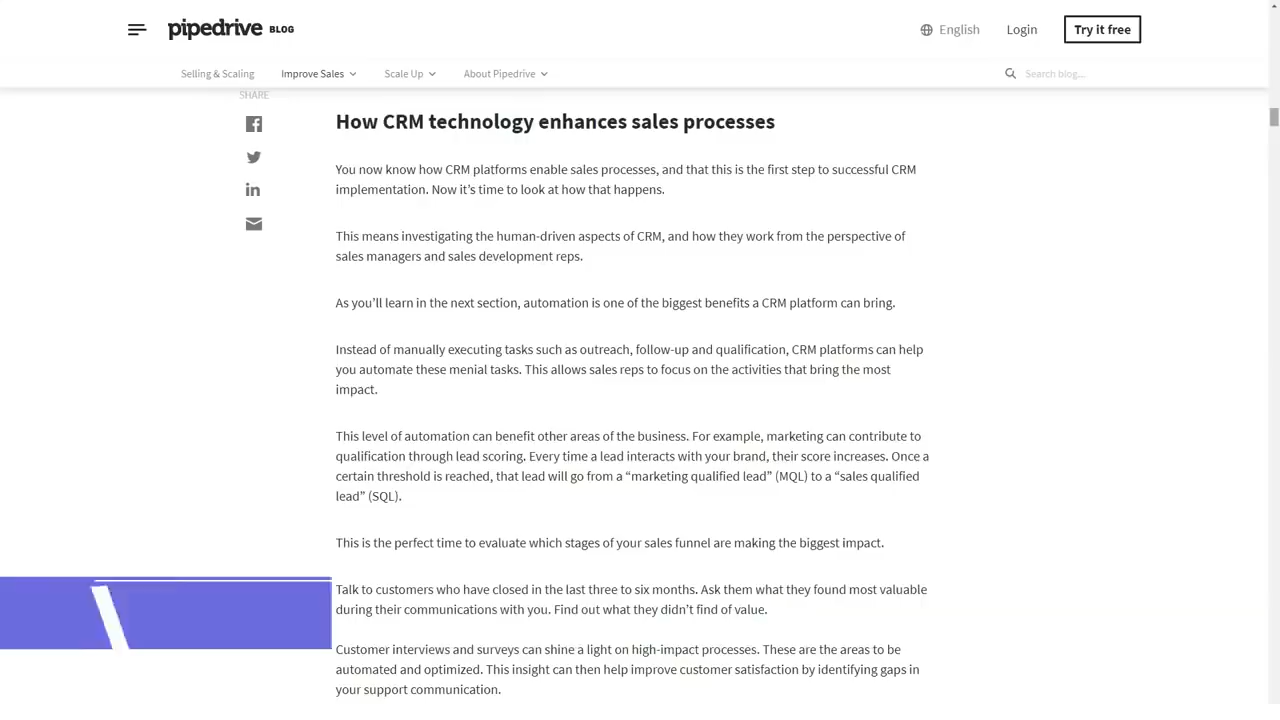 pipedrive BLOG
English
Login
Try it free
Selling & Scaling
Improve Sales
Scale Up
About Pipedrive
Search blog...
SHARE
How CRM technology enhances sales processes
You now know how CRM platforms enable sales processes, and that this is the first step to successful CRM
implementation. Now it’s time to look at how that happens.
This means investigating the human-driven aspects of CRM, and how they work from the perspective of
sales managers and sales development reps.
As you’ll learn in the next section, automation is one of the biggest benefits a CRM platform can bring.
Instead of manually executing tasks such as outreach, follow-up and qualification, CRM platforms can help
you automate these menial tasks. This allows sales reps to focus on the activities that bring the most
impact.
This level of automation can benefit other areas of the business. For example, marketing can contribute to
qualification through lead scoring. Every time a lead interacts with your brand, their score increases. Once a
certain threshold is reached, that lead will go from a “marketing qualified lead” (MQL) to a “sales qualified
lead” (SQL).
This is the perfect time to evaluate which stages of your sales funnel are making the biggest impact.
Talk to customers who have closed in the last three to six months. Ask them what they found most valuable
during their communications with you. Find out what they didn’t find of value.
Customer interviews and surveys can shine a light on high-impact processes. These are the areas to be
automated and optimized. This insight can then help improve customer satisfaction by identifying gaps in
your support communication.